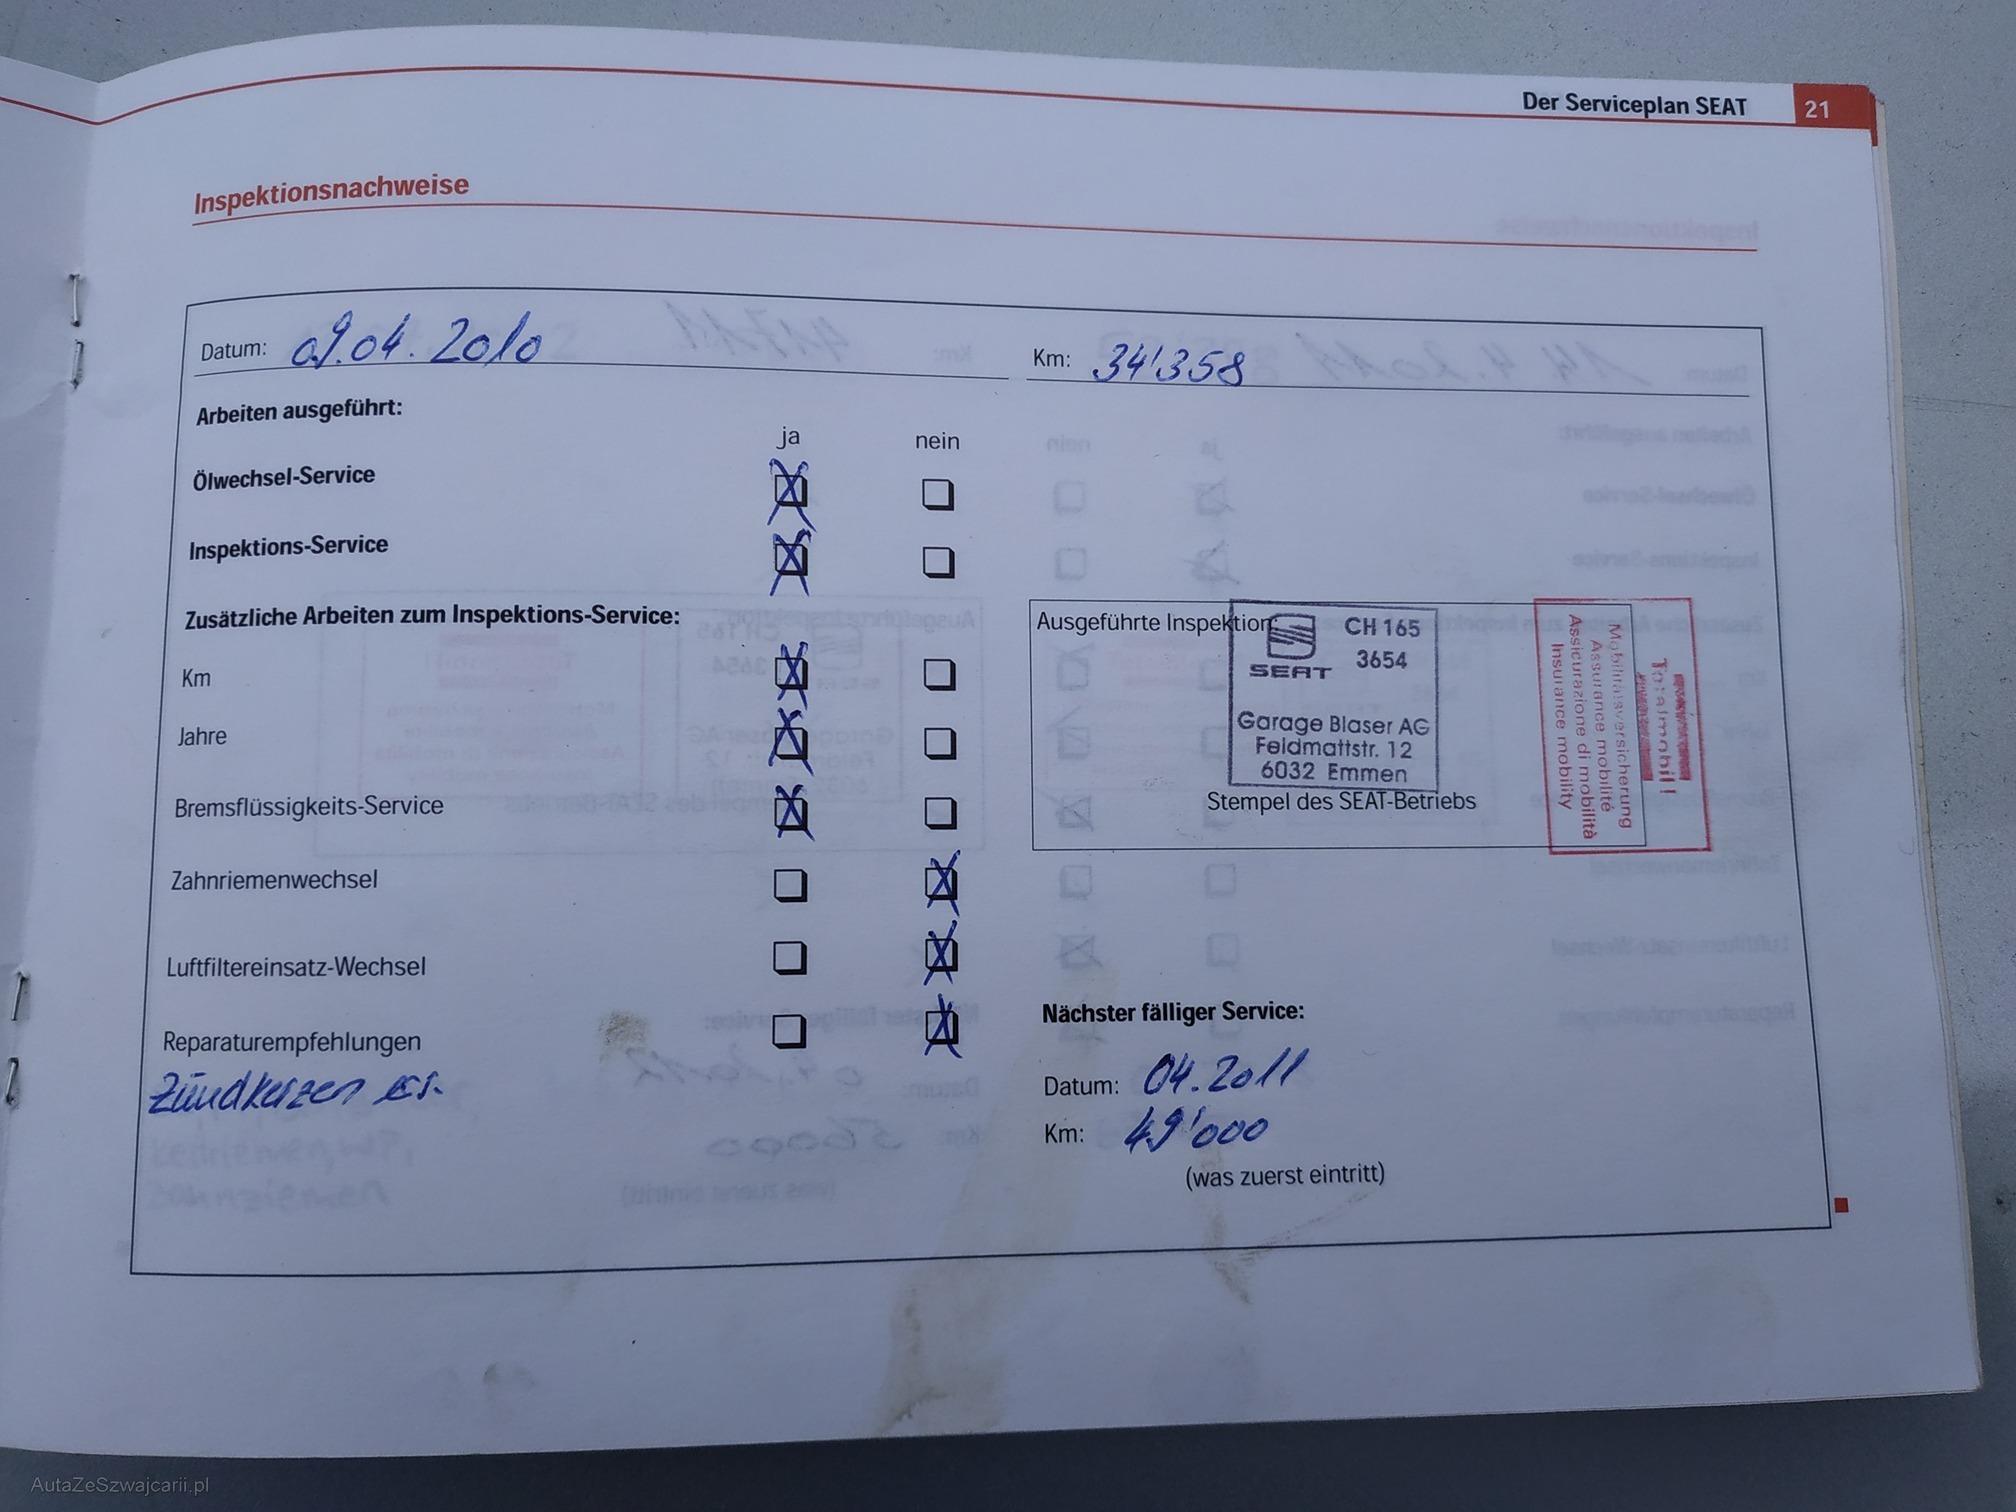 Der Serviceplan SEAT 21
Inspektionsnachweise
Datum: 09.04.2010 Km: 34'358
Arbeiten ausgeführt:
ja nein
Ölwechsel-Service
Inspektions-Service
Zusätzliche Arbeiten zum Inspektions-Service:
Km
Jahre
Bremsflüssigkeits-Service
Zahnriemenwechsel
Luftfiltereinsatz-Wechsel
Reparaturempfehlungen
Zündkerzen
Ausgeführte Inspektion:
SEAT
CH 165
3654
Garage Blaser AG
Feldmattstr. 12
6032 Emmen
Stempel des SEAT-Betriebs
Totalmobil!
Mobilitätsversicherung
Assurance mobilité
Assicurazione di mobilità
Insurance mobility
Nächster fälliger Service:
Datum: 04.2011
Km: 49'000
(was zuerst eintritt)
AutaZeSzwajcarii.pl